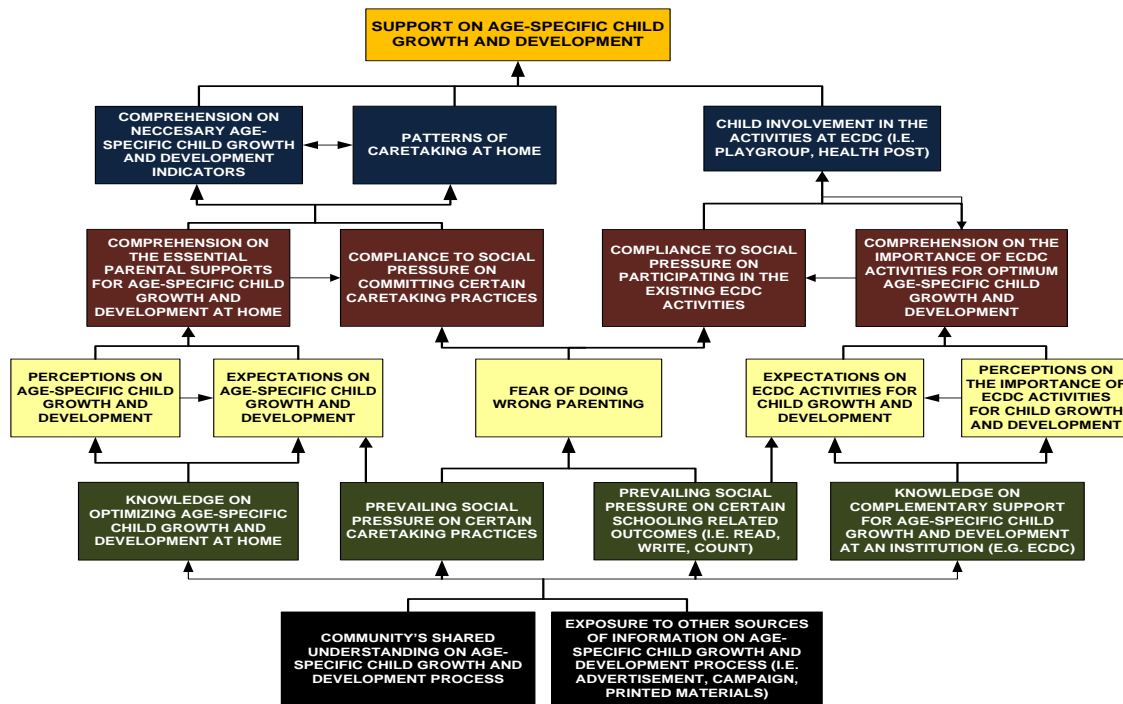 SUPPORT ON AGE-SPECIFIC CHILD
GROWTH AND DEVELOPMENT
COMPREHENSION ON
NECCESARY AGE-
SPECIFIC CHILD GROWTH
AND DEVELOPMENT
INDICATORS
PATTERNS OF
CARETAKING AT HOME
CHILD INVOLVEMENT IN THE
ACTIVITIES AT ECDC (I.E.
PLAYGROUP, HEALTH POST)
COMPREHENSION ON
THE ESSENTIAL
PARENTAL SUPPORTS
FOR AGE-SPECIFIC CHILD
GROWTH AND
DEVELOPMENT AT HOME
COMPLIANCE TO SOCIAL
PRESSURE ON
COMMITTING CERTAIN
CARETAKING PRACTICES
COMPLIANCE TO SOCIAL
PRESSURE ON
PARTICIPATING IN THE
EXISTING ECDC
ACTIVITIES
COMPREHENSION ON THE
IMPORTANCE OF ECDC
ACTIVITIES FOR OPTIMUM
AGE-SPECIFIC CHILD
GROWTH AND
DEVELOPMENT
PERCEPTIONS ON
AGE-SPECIFIC CHILD
GROWTH AND
DEVELOPMENT
EXPECTATIONS ON
AGE-SPECIFIC CHILD
GROWTH AND
DEVELOPMENT
FEAR OF DOING
WRONG PARENTING
EXPECTATIONS ON
ECDC ACTIVITIES FOR
CHILD GROWTH AND
DEVELOPMENT
PERCEPTIONS ON
THE IMPORTANCE OF
ECDC ACTIVITIES
FOR CHILD GROWTH
AND DEVELOPMENT
KNOWLEDGE ON
OPTIMIZING AGE-SPECIFIC
CHILD GROWTH AND
DEVELOPMENT AT HOME
PREVAILING SOCIAL
PRESSURE ON CERTAIN
CARETAKING PRACTICES
PREVAILING SOCIAL
PRESSURE ON CERTAIN
SCHOOLING RELATED
OUTCOMES (I.E. READ,
WRITE, COUNT)
KNOWLEDGE ON
COMPLEMENTARY SUPPORT
FOR AGE-SPECIFIC CHILD
GROWTH AND DEVELOPMENT
AT AN INSTITUTION (E.G. ECDC)
COMMUNITY'S SHARED
UNDERSTANDING ON AGE-
SPECIFIC CHILD GROWTH AND
DEVELOPMENT PROCESS
EXPOSURE TO OTHER SOURCES
OF INFORMATION ON AGE-
SPECIFIC CHILD GROWTH AND
DEVELOPMENT PROCESS (I.E.
ADVERTISEMENT, CAMPAIGN,
PRINTED MATERIALS)